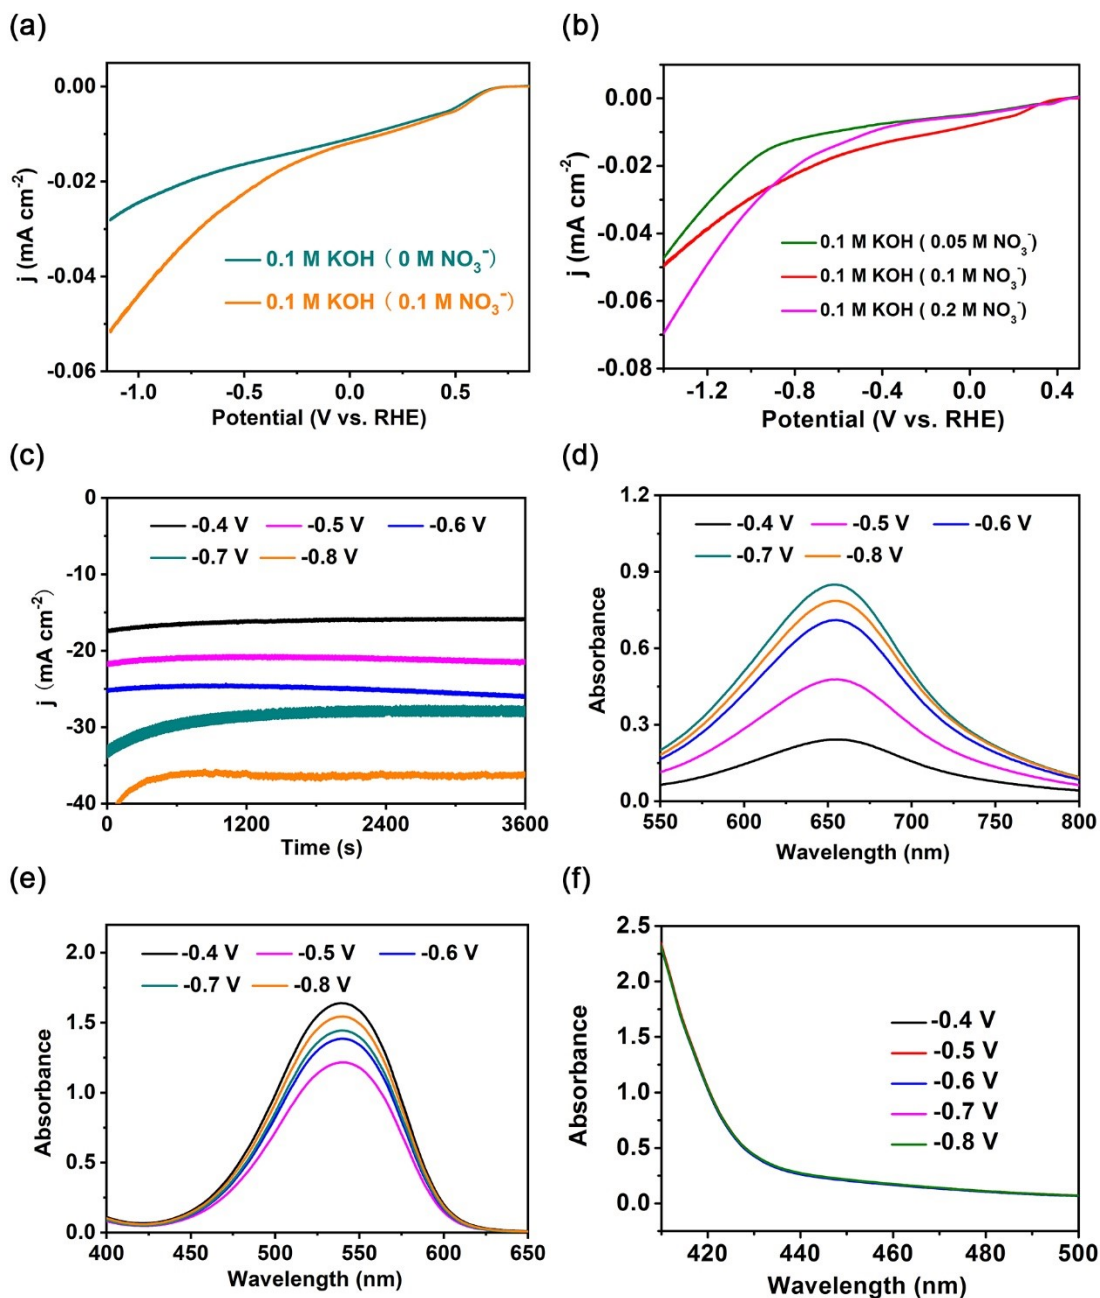 (a)
0.00
-0.02
-0.04
-0.06
j (mA cm⁻²)
0.1 M KOH ( 0 M NO₃⁻)
0.1 M KOH ( 0.1 M NO₃⁻)
-1.0 -0.5 0.0 0.5
Potential (V vs. RHE)
(b)
0.00
-0.02
-0.04
-0.06
-0.08
j (mA cm⁻²)
0.1 M KOH ( 0.05 M NO₃⁻)
0.1 M KOH ( 0.1 M NO₃⁻)
0.1 M KOH ( 0.2 M NO₃⁻)
-1.2 -0.8 -0.4 0.0 0.4
Potential (V vs. RHE)
(c)
0
-10
-20
-30
-40
j (mA cm⁻²)
-0.4 V -0.5 V -0.6 V
-0.7 V -0.8 V
0 1200 2400 3600
Time (s)
(d)
1.2
0.9
0.6
0.3
0.0
Absorbance
-0.4 V -0.5 V -0.6 V
-0.7 V -0.8 V
550 600 650 700 750 800
Wavelength (nm)
(e)
2.0
1.5
1.0
0.5
0.0
Absorbance
-0.4 V -0.5 V -0.6 V
-0.7 V -0.8 V
400 450 500 550 600 650
Wavelength (nm)
(f)
2.5
2.0
1.5
1.0
0.5
0.0
Absorbance
-0.4 V
-0.5 V
-0.6 V
-0.7 V
-0.8 V
420 440 460 480 500
Wavelength (nm)